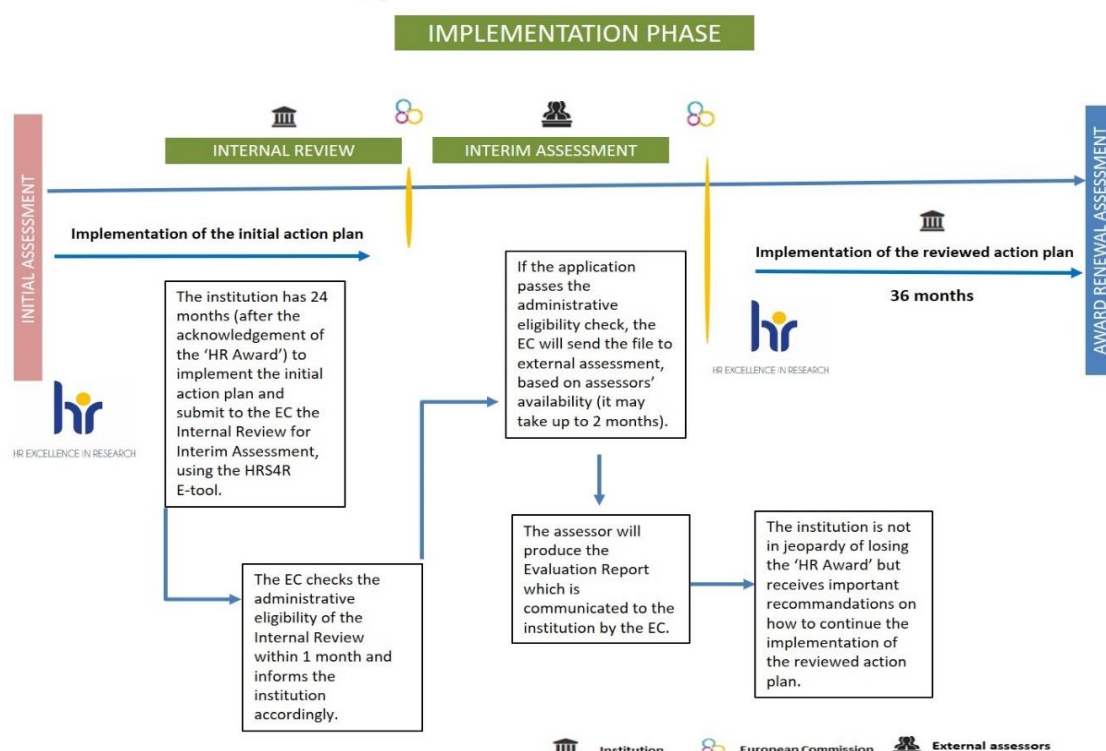 IMPLEMENTATION PHASE
INTERNAL REVIEW
INTERIM ASSESSMENT
INITIAL ASSESSMENT
AWARD RENEWAL ASSESSMENT
Implementation of the initial action plan
Implementation of the reviewed action plan
36 months
HR EXCELLENCE IN RESEARCH
HR EXCELLENCE IN RESEARCH
The institution has 24
months (after the
acknowledgement of
the ‘HR Award’) to
implement the initial
action plan and
submit to the EC the
Internal Review for
Interim Assessment,
using the HRS4R
E-tool.
The EC checks the
administrative
eligibility of the
Internal Review
within 1 month and
informs the
institution
accordingly.
If the application
passes the
administrative
eligibility check, the
EC will send the file to
external assessment,
based on assessors’
availability (it may
take up to 2 months).
The assessor will
produce the
Evaluation Report
which is
communicated to the
institution by the EC.
The institution is not
in jeopardy of losing
the ‘HR Award’ but
receives important
recommandations on
how to continue the
implementation of
the reviewed action
plan.
Institution
European Commission
External assessors